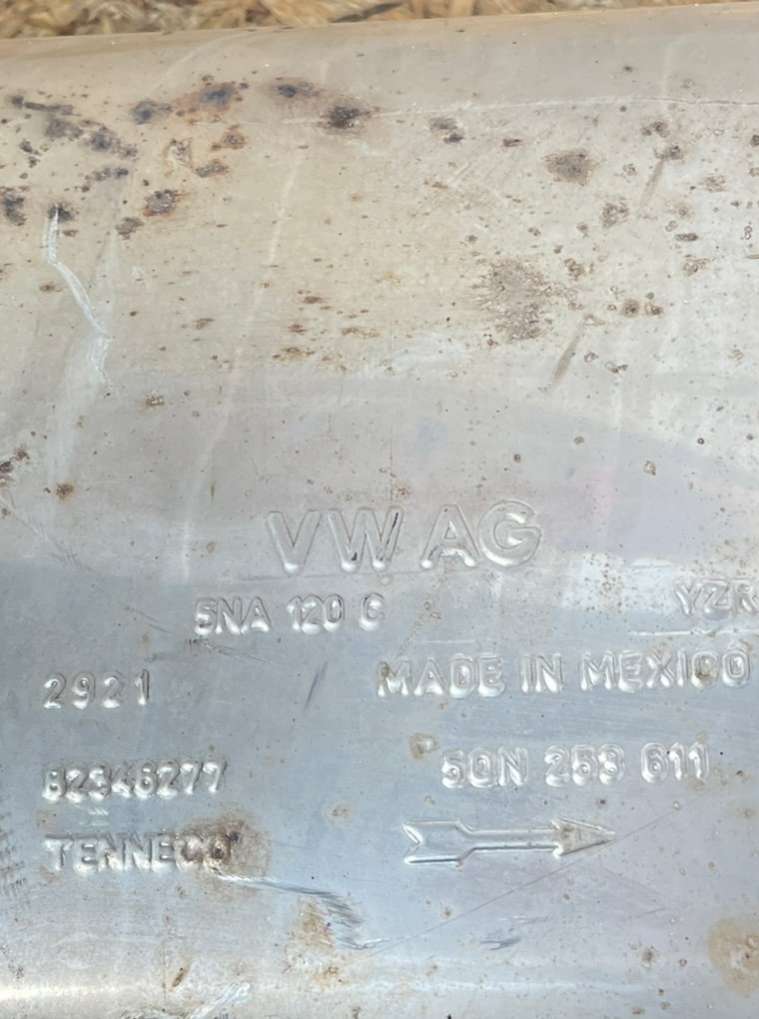 VW AG
5NA 120 C
YZR
2921
MADE IN MEXICO
82346277
5QN 253 611
TENNECO